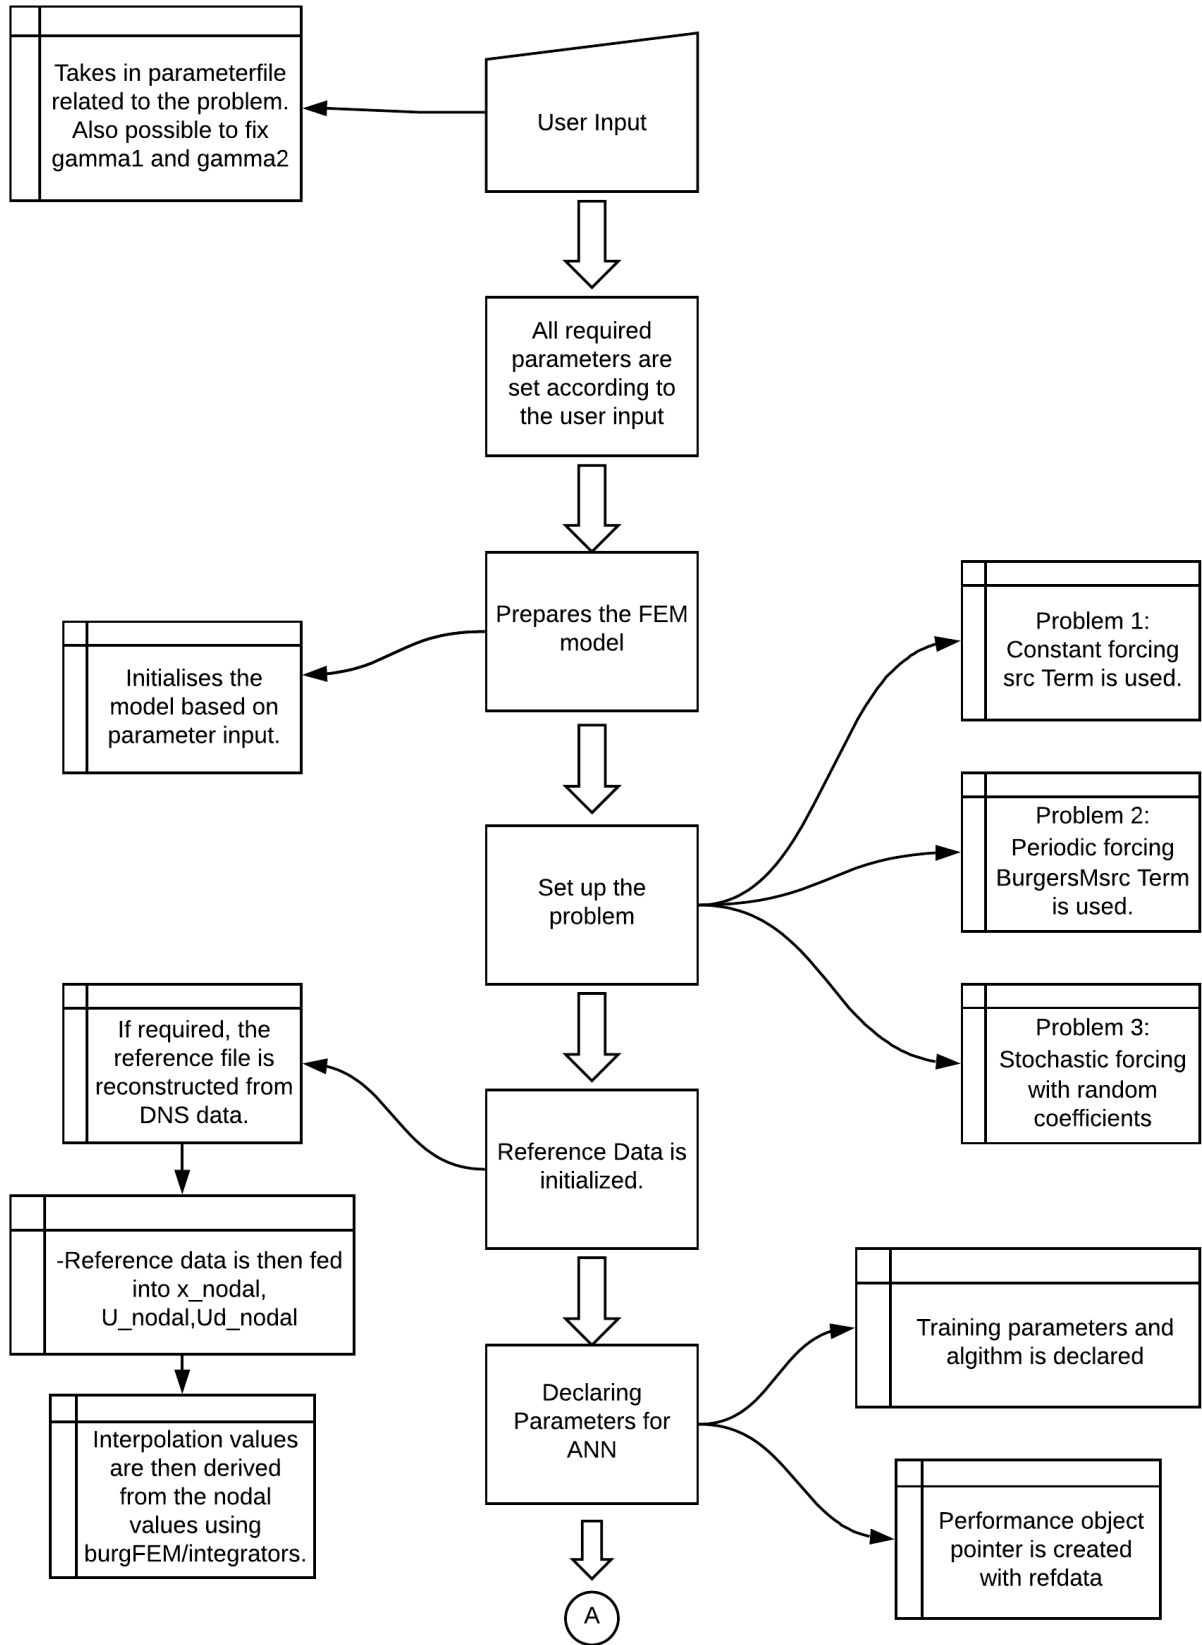 Takes in parameterfile
related to the problem.
Also possible to fix
gamma1 and gamma2
User Input
All required
parameters are
set according to
the user input
Prepares the FEM
model
Initialises the
model based on
parameter input.
Problem 1:
Constant forcing
src Term is used.
Set up the
problem
Problem 2:
Periodic forcing
BurgersMsrc Term
is used.
Problem 3:
Stochastic forcing
with random
coefficients
If required, the
reference file is
reconstructed from
DNS data.
Reference Data is
initialized.
-Reference data is then fed
into x_nodal,
U_nodal,Ud_nodal
Interpolation values
are then derived
from the nodal
values using
burgFEM/integrators.
Declaring
Parameters for
ANN
Training parameters and
algithm is declared
Performance object
pointer is created
with refdata
A